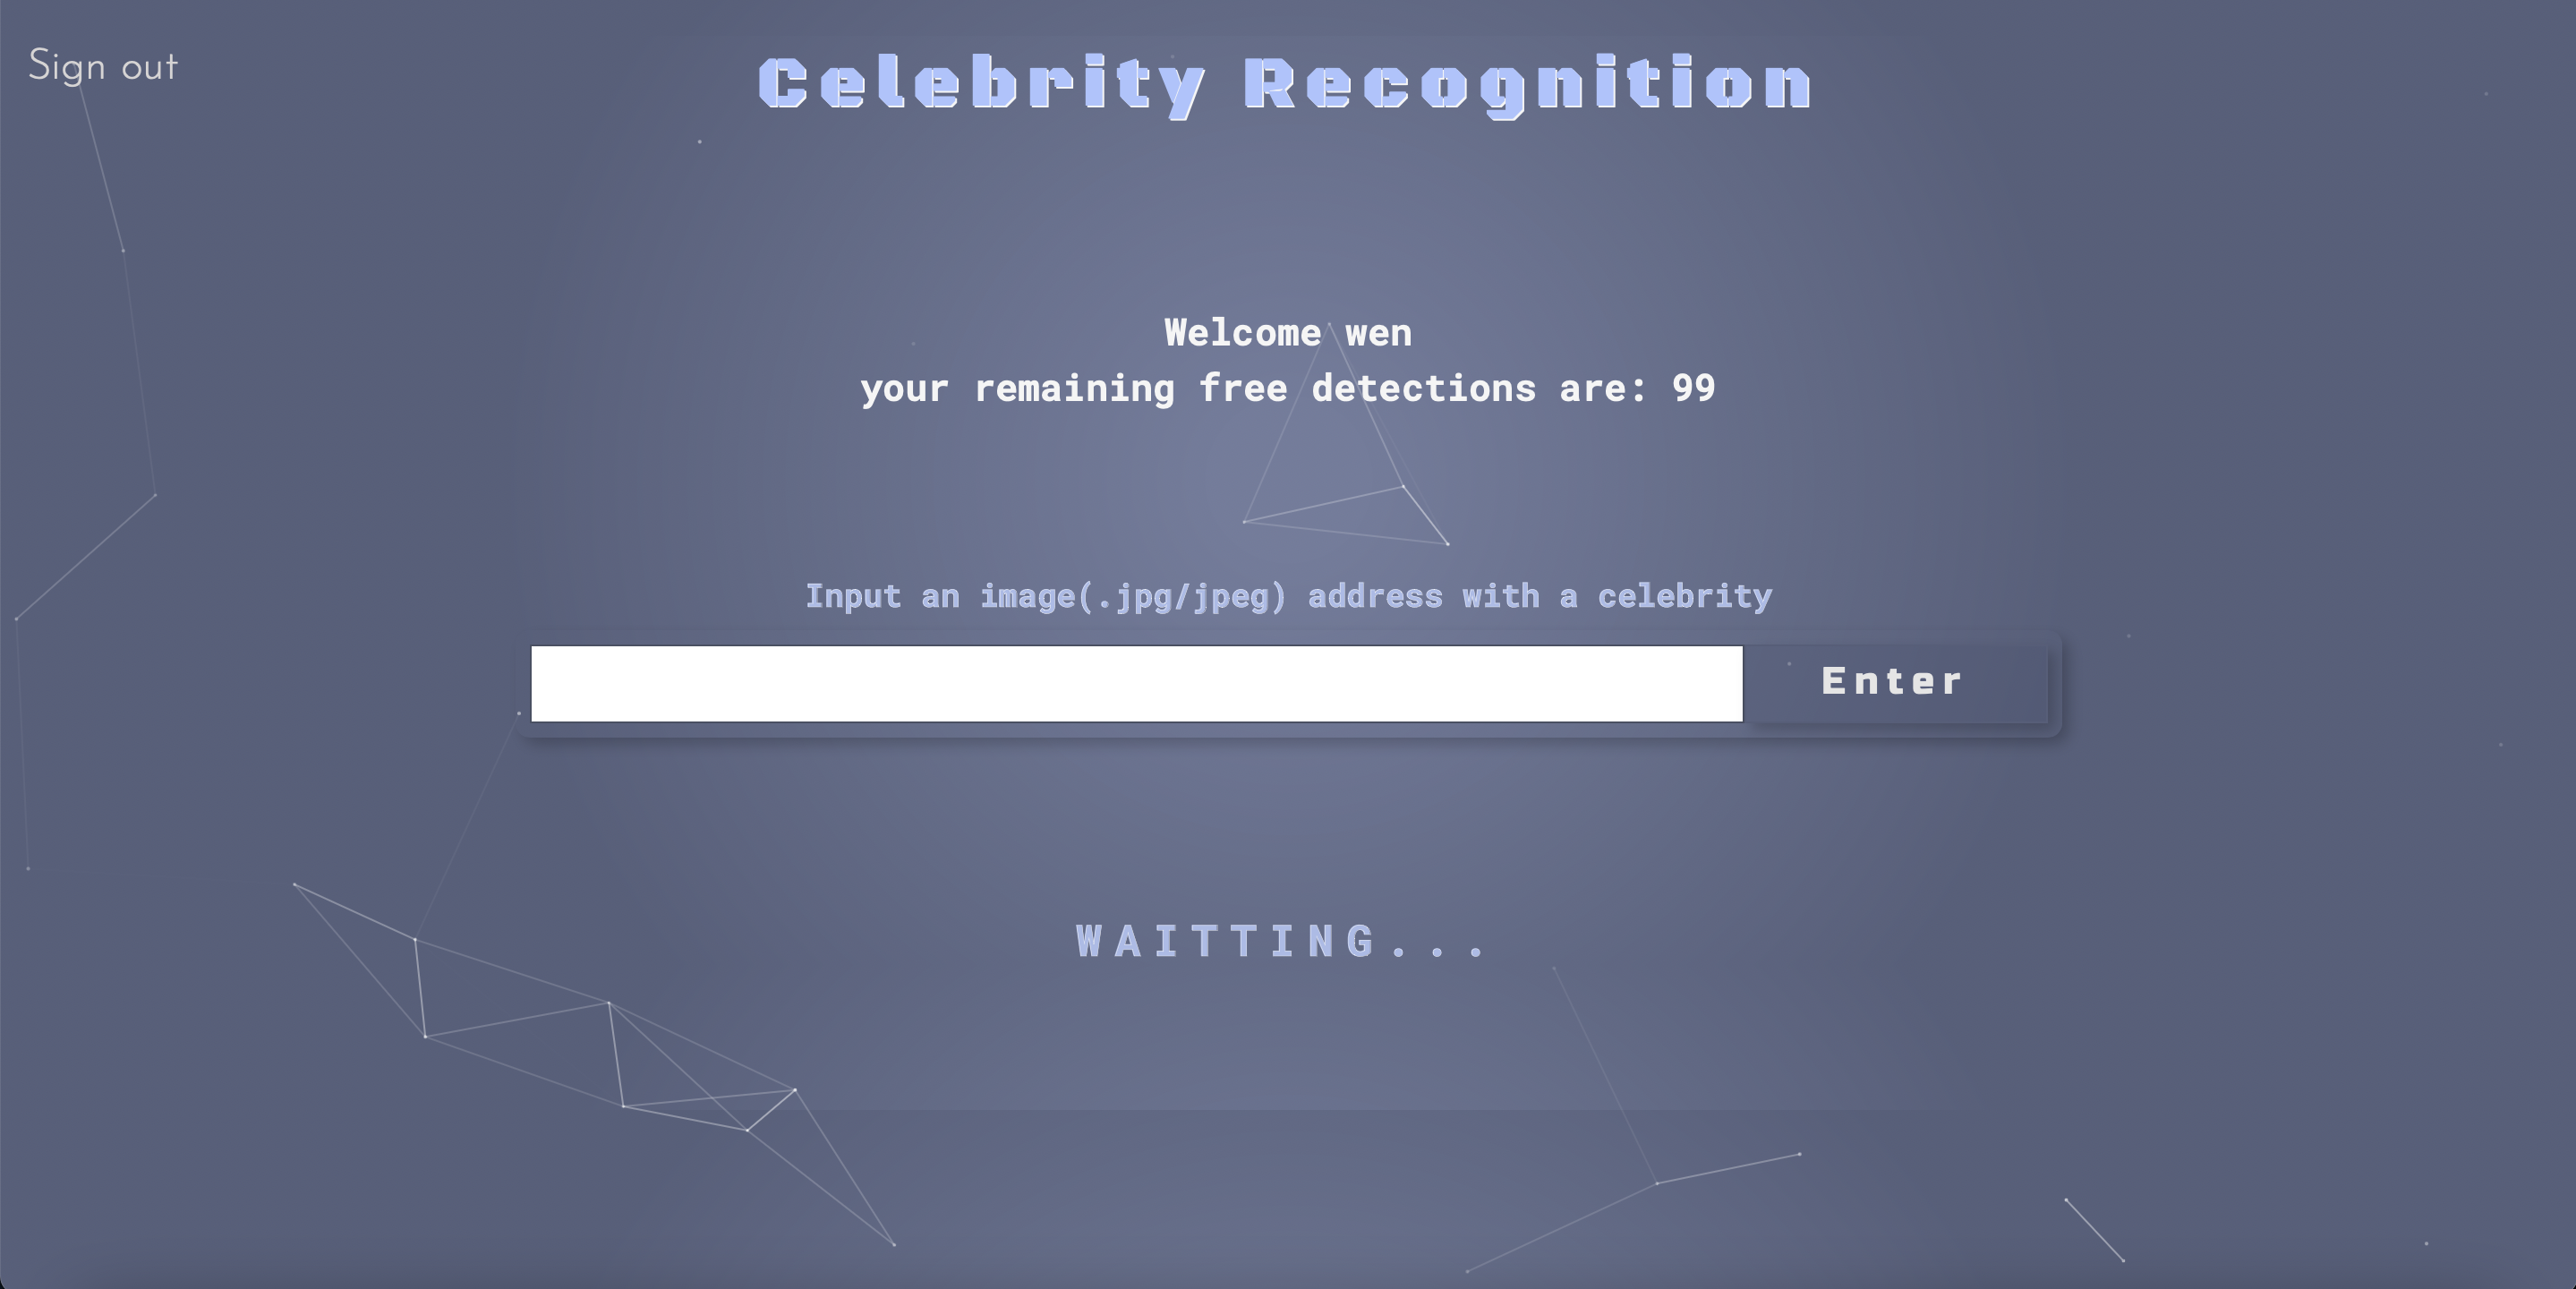 Sign out
Celebrity Recognition
Welcome wen
your remaining free detections are: 99
Input an image(.jpg/jpeg) address with a celebrity
Enter
WAITTING...